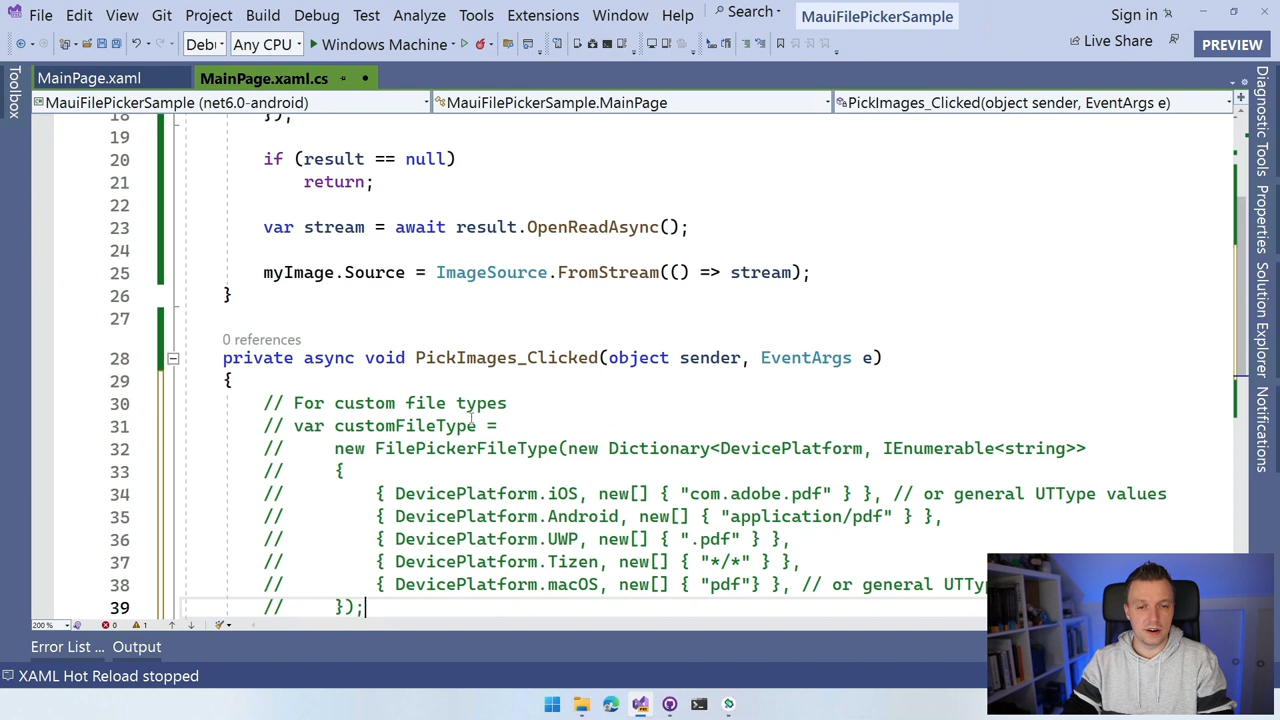 File Edit View Git Project Build Debug Test Analyze Tools Extensions Window Help Search MauiFilePickerSample Sign in
Debu Any CPU Windows Machine Live Share PREVIEW
MainPage.xaml MainPage.xaml.cs
MauiFilePickerSample (net6.0-android) MauiFilePickerSample.MainPage PickImages_Clicked(object sender, EventArgs e)
Toolbox
18 });
19
20 if (result == null)
21 return;
22
23 var stream = await result.OpenReadAsync();
24
25 myImage.Source = ImageSource.FromStream(() => stream);
26 }
27
0 references
28 private async void PickImages_Clicked(object sender, EventArgs e)
29 {
30 // For custom file types
31 // var customFileType =
32 // new FilePickerFileType(new Dictionary<DevicePlatform, IEnumerable<string>>
33 // {
34 // { DevicePlatform.iOS, new[] { "com.adobe.pdf" } }, // or general UTType values
35 // { DevicePlatform.Android, new[] { "application/pdf" } },
36 // { DevicePlatform.UWP, new[] { ".pdf" } },
37 // { DevicePlatform.Tizen, new[] { "*/*" } },
38 // { DevicePlatform.macOS, new[] { "pdf"} }, // or general UTTyp
39 // });
Diagnostic Tools
Properties
Solution Explorer
Notifications
200 % 0 1
Error List ... Output
XAML Hot Reload stopped